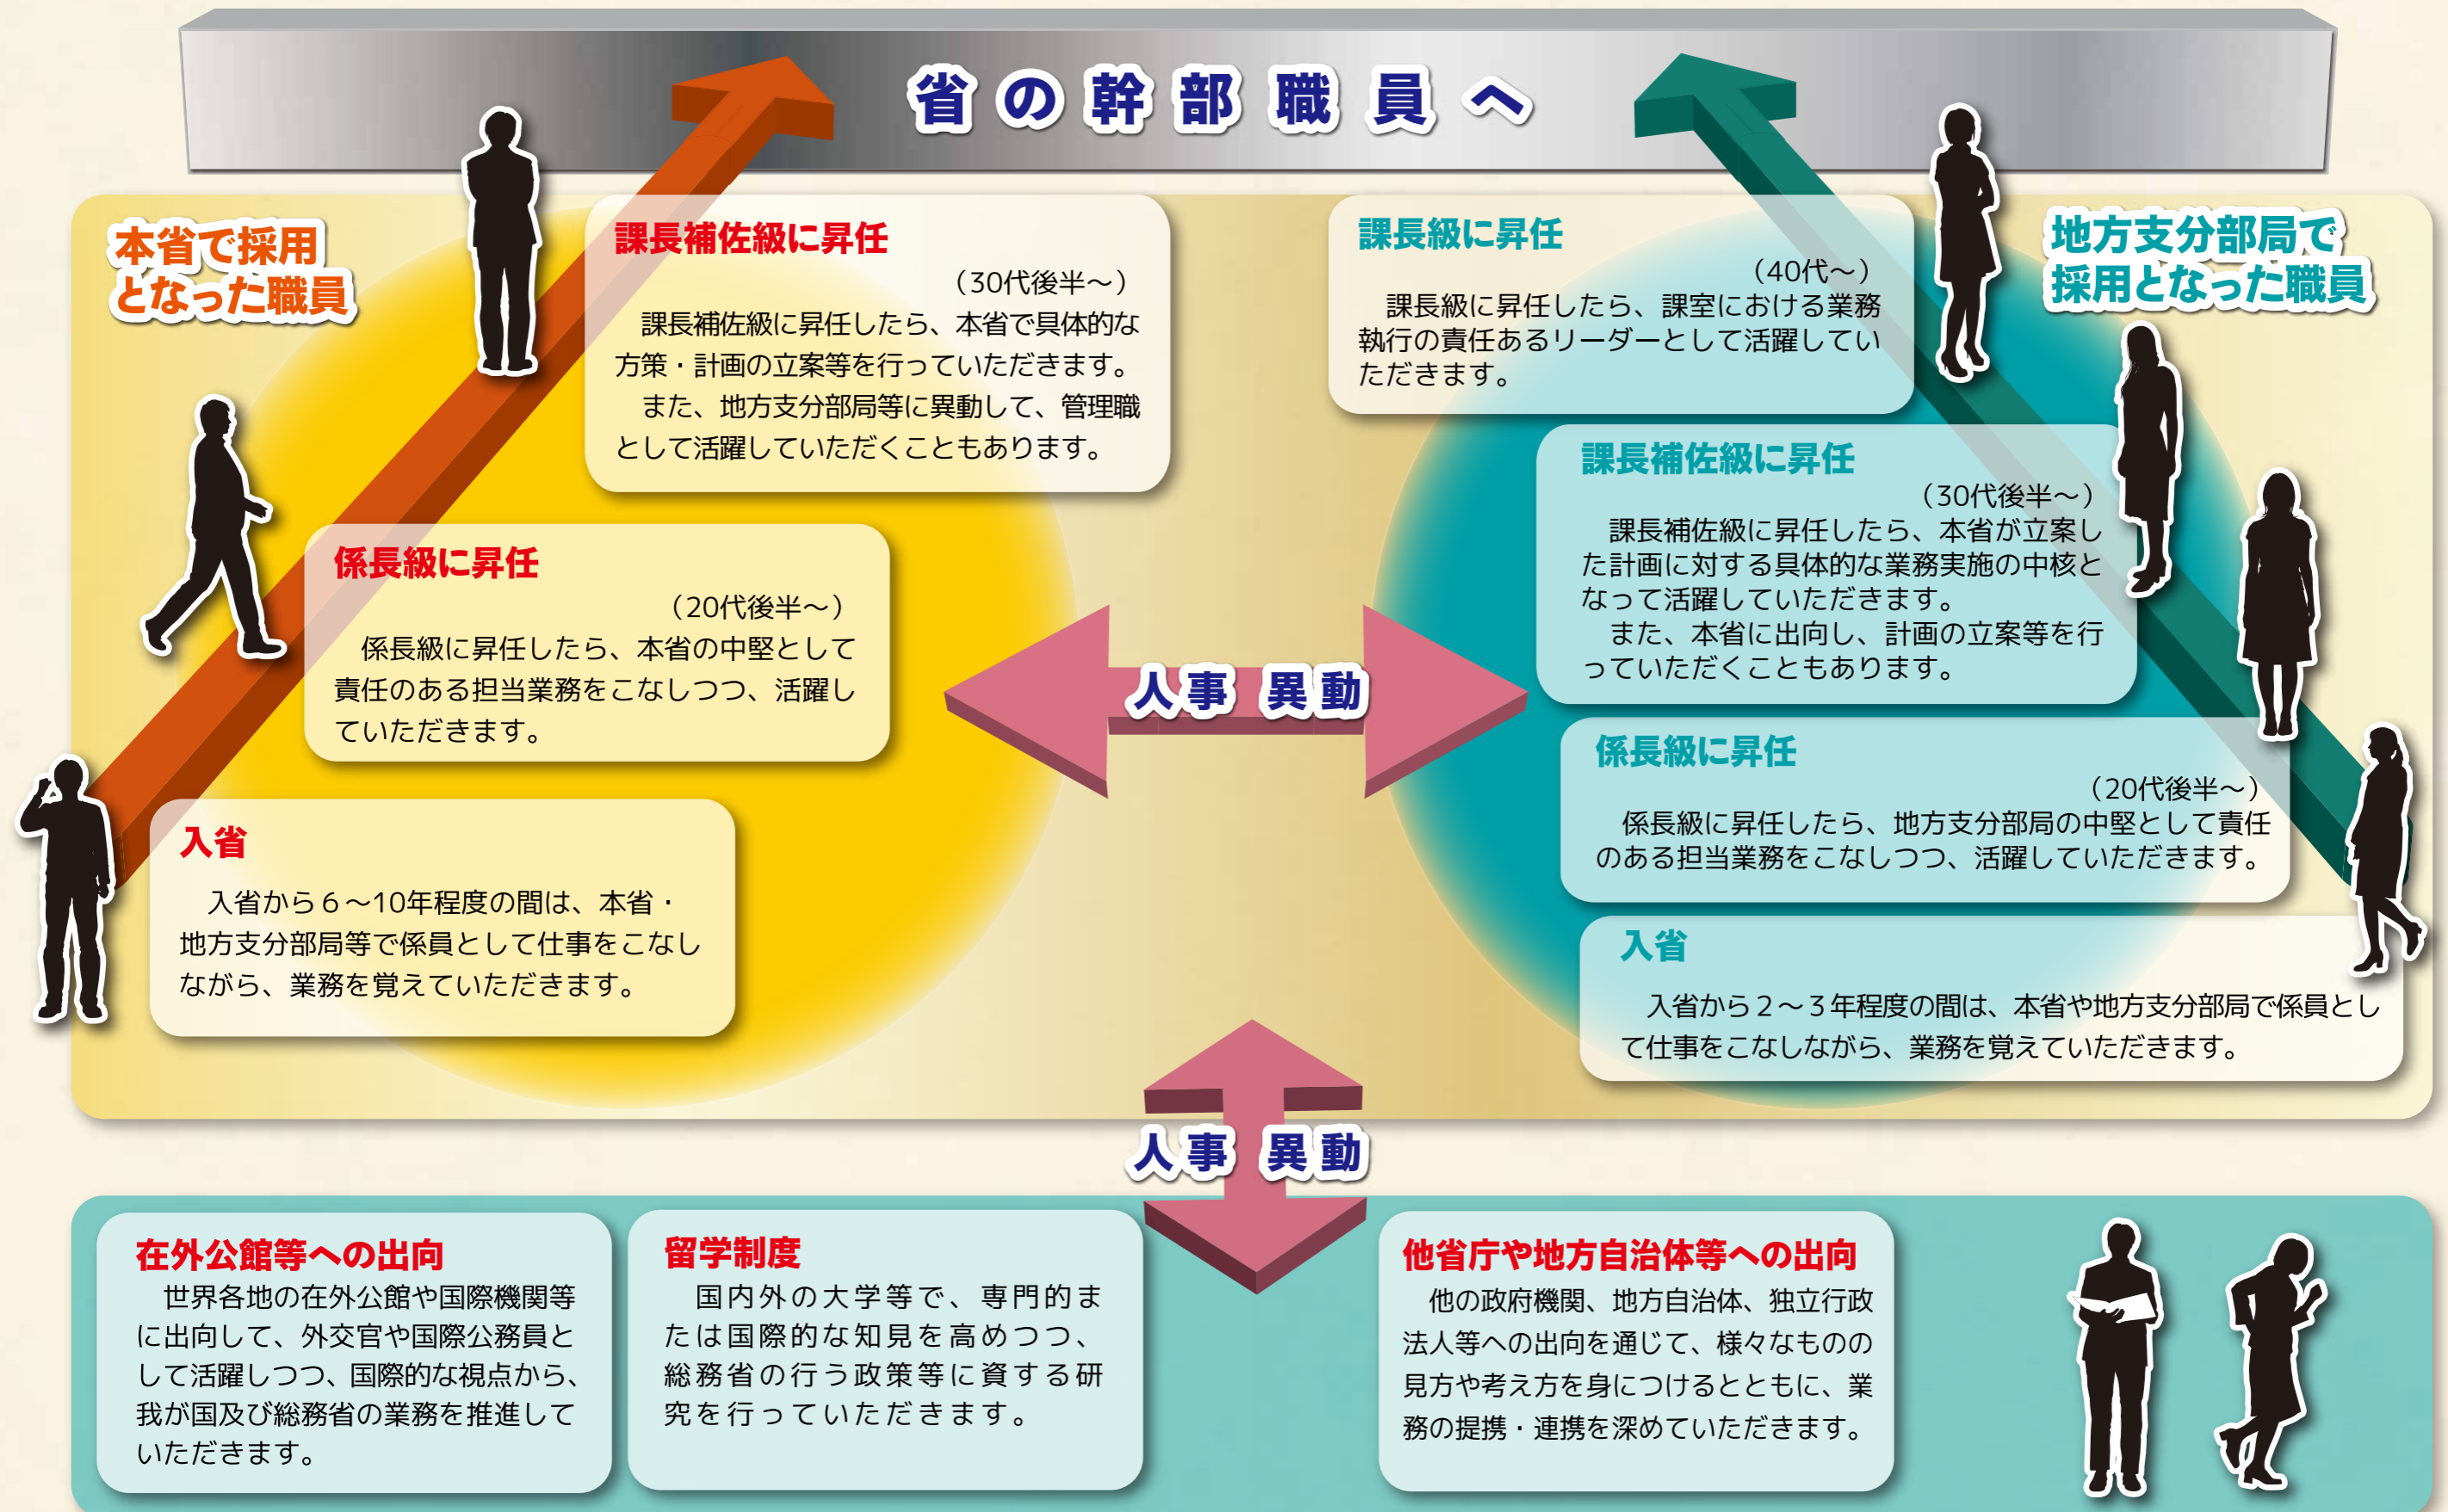 省の幹部職員へ
本省で採用
となった職員
課長補佐級に昇任
（30代後半～）
課長補佐級に昇任したら、本省で具体的な
方策・計画の立案等を行っていただきます。
また、地方支分部局等に異動して、管理職
として活躍していただくこともあります。
係長級に昇任
（20代後半～）
係長級に昇任したら、本省の中堅として
責任のある担当業務をこなしつつ、活躍し
ていただきます。
入省
入省から６～10年程度の間は、本省・
地方支分部局等で係員として仕事をこなし
ながら、業務を覚えていただきます。
人事 異動
地方支分部局で
採用となった職員
課長級に昇任
（40代～）
課長級に昇任したら、課室における業務
執行の責任あるリーダーとして活躍してい
ただきます。
課長補佐級に昇任
（30代後半～）
課長補佐級に昇任したら、本省が立案し
た計画に対する具体的な業務実施の中核と
なって活躍していただきます。
また、本省に出向し、計画の立案等を行
っていただくこともあります。
係長級に昇任
（20代後半～）
係長級に昇任したら、地方支分部局の中堅として責任
のある担当業務をこなしつつ、活躍していただきます。
入省
入省から２～３年程度の間は、本省や地方支分部局で係員とし
て仕事をこなしながら、業務を覚えていただきます。
人事 異動
在外公館等への出向
世界各地の在外公館や国際機関等
に出向して、外交官や国際公務員と
して活躍しつつ、国際的な視点から、
我が国及び総務省の業務を推進して
いただきます。
留学制度
国内外の大学等で、専門的ま
たは国際的な知見を高めつつ、
総務省の行う政策等に資する研
究を行っていただきます。
他省庁や地方自治体等への出向
他の政府機関、地方自治体、独立行政
法人等への出向を通じて、様々なものの
見方や考え方を身につけるとともに、業
務の提携・連携を深めていただきます。